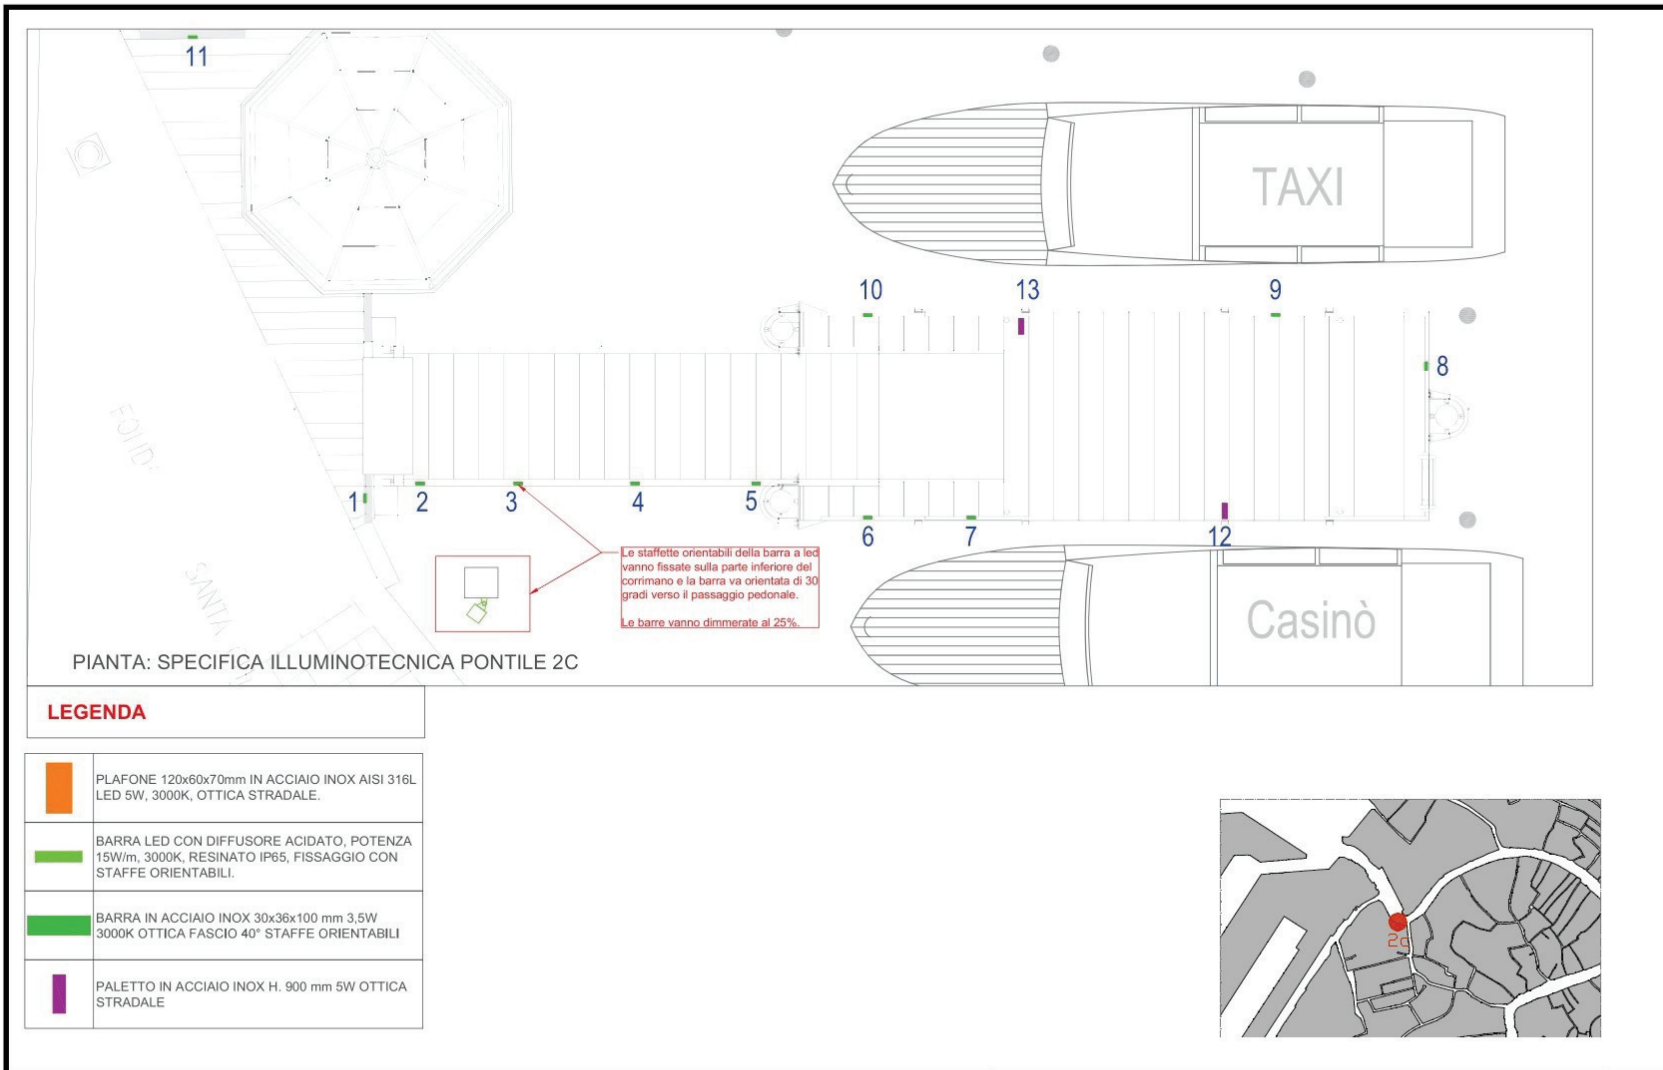 11
TAXI
10
13
9
8
FOND:
1
2
3
4
5
6
7
12
Le staffette orientabili della barra a led
vanno fissate sulla parte inferiore del
corrimano e la barra va orientata di 30
gradi verso il passaggio pedonale.
Le barre vanno dimmerate al 25%.
SANTA
Casinò
PIANTA: SPECIFICA ILLUMINOTECNICA PONTILE 2C
LEGENDA
PLAFONE 120x60x70mm IN ACCIAIO INOX AISI 316L
LED 5W, 3000K, OTTICA STRADALE.
BARRA LED CON DIFFUSORE ACIDATO, POTENZA
15W/m, 3000K, RESINATO IP65, FISSAGGIO CON
STAFFE ORIENTABILI.
BARRA IN ACCIAIO INOX 30x36x100 mm 3,5W
3000K OTTICA FASCIO 40° STAFFE ORIENTABILI
PALETTO IN ACCIAIO INOX H. 900 mm 5W OTTICA
STRADALE
2c